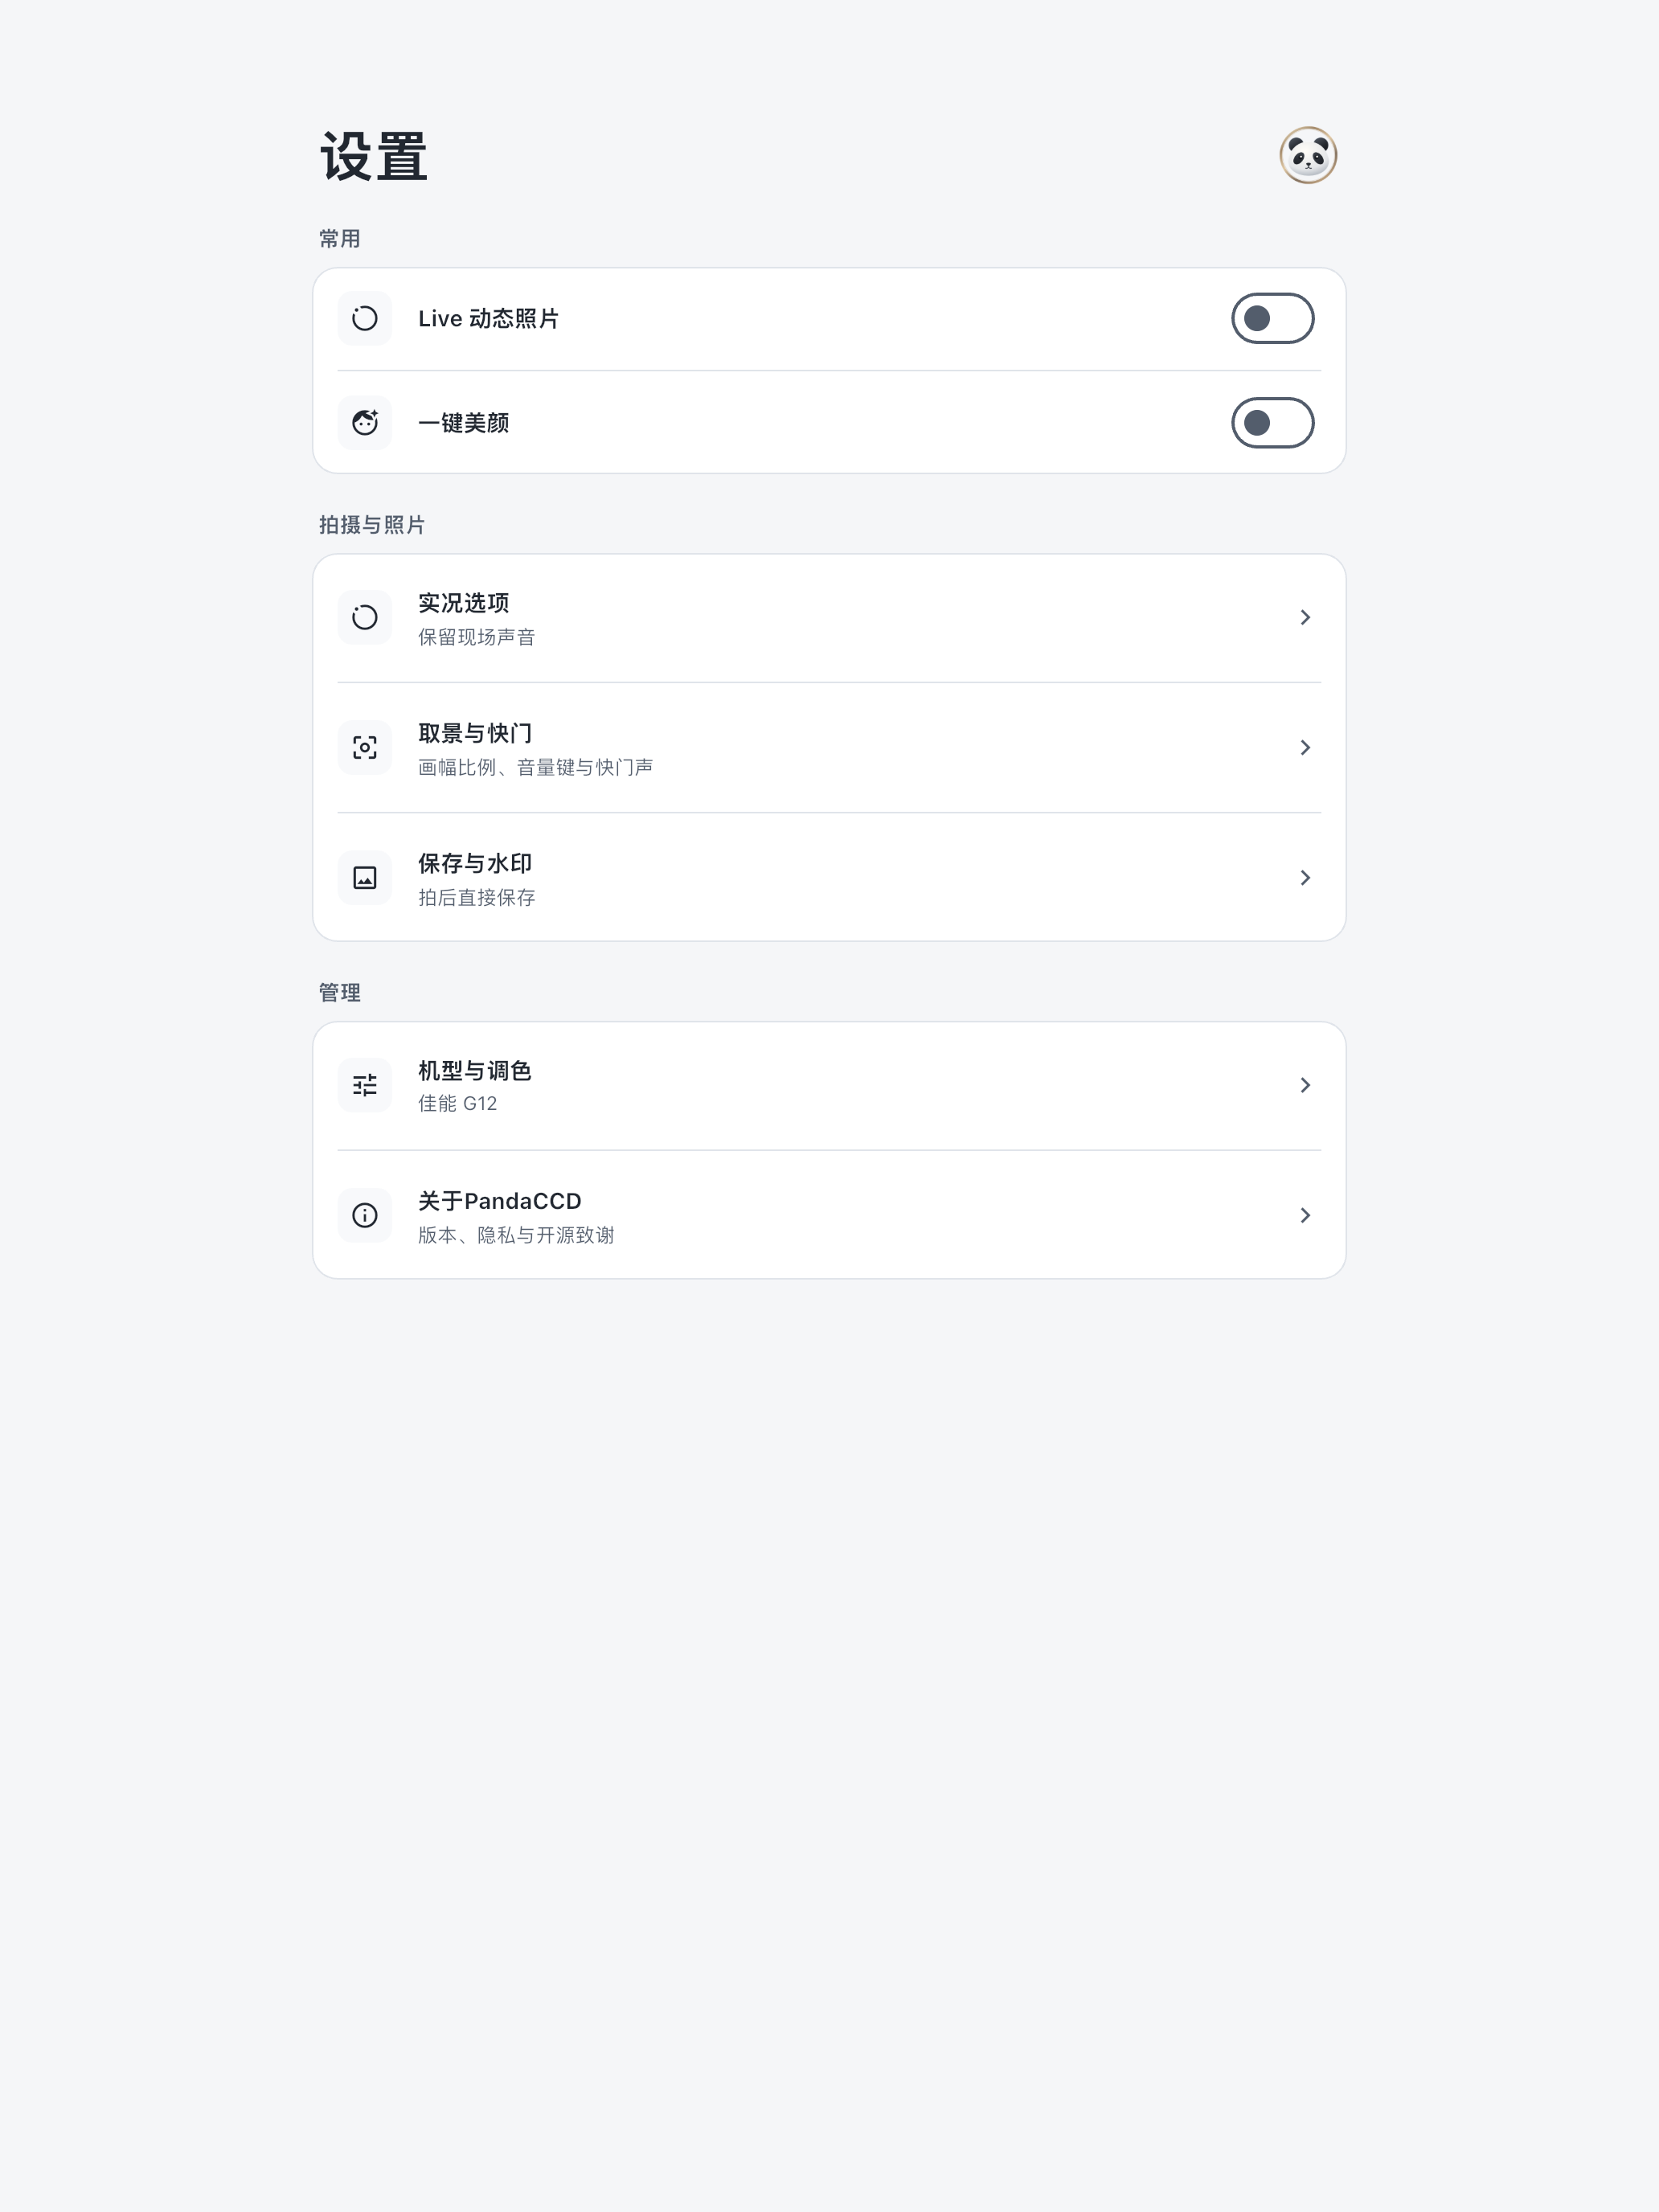 设置
常用
Live 动态照片
一键美颜
拍摄与照片
实况选项
保留现场声音
取景与快门
画幅比例、音量键与快门声
保存与水印
拍后直接保存
管理
机型与调色
佳能 G12
关于PandaCCD
版本、隐私与开源致谢